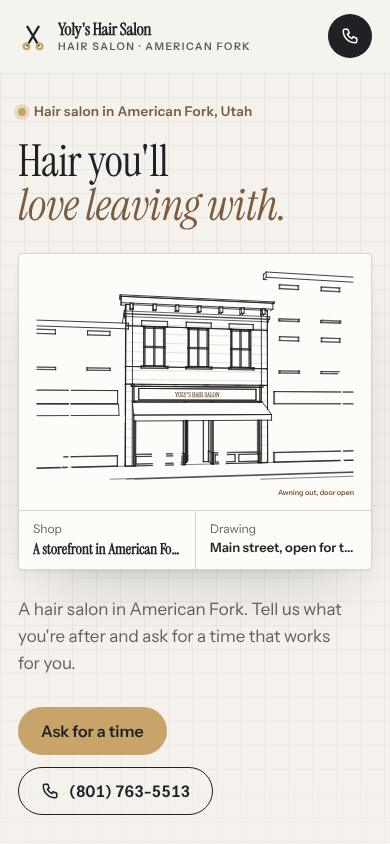 Yoly's Hair Salon
HAIR SALON · AMERICAN FORK
Hair salon in American Fork, Utah
Hair you'll
love leaving with.
YOLY'S HAIR SALON
Awning out, door open
Shop
A storefront in American Fo...
Drawing
Main street, open for t...
A hair salon in American Fork. Tell us what
you're after and ask for a time that works
for you.
Ask for a time
(801) 763-5513